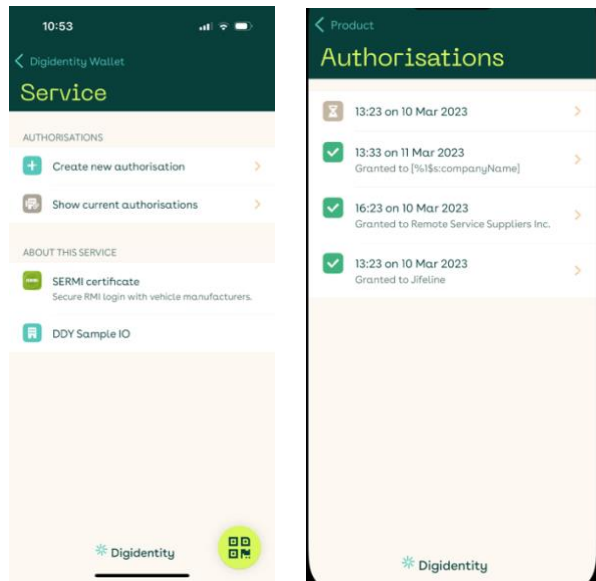 10:53
Digidentity Wallet
Service
AUTHORISATIONS
Create new authorisation
Show current authorisations
ABOUT THIS SERVICE
SERMI certificate
Secure RMI login with vehicle manufacturers.
DDY Sample IO
Digidentity
Product
Authorisations
13:23 on 10 Mar 2023
13:33 on 11 Mar 2023
Granted to [%1$s:companyName]
16:23 on 10 Mar 2023
Granted to Remote Service Suppliers Inc.
13:23 on 10 Mar 2023
Granted to Jifeline
Digidentity